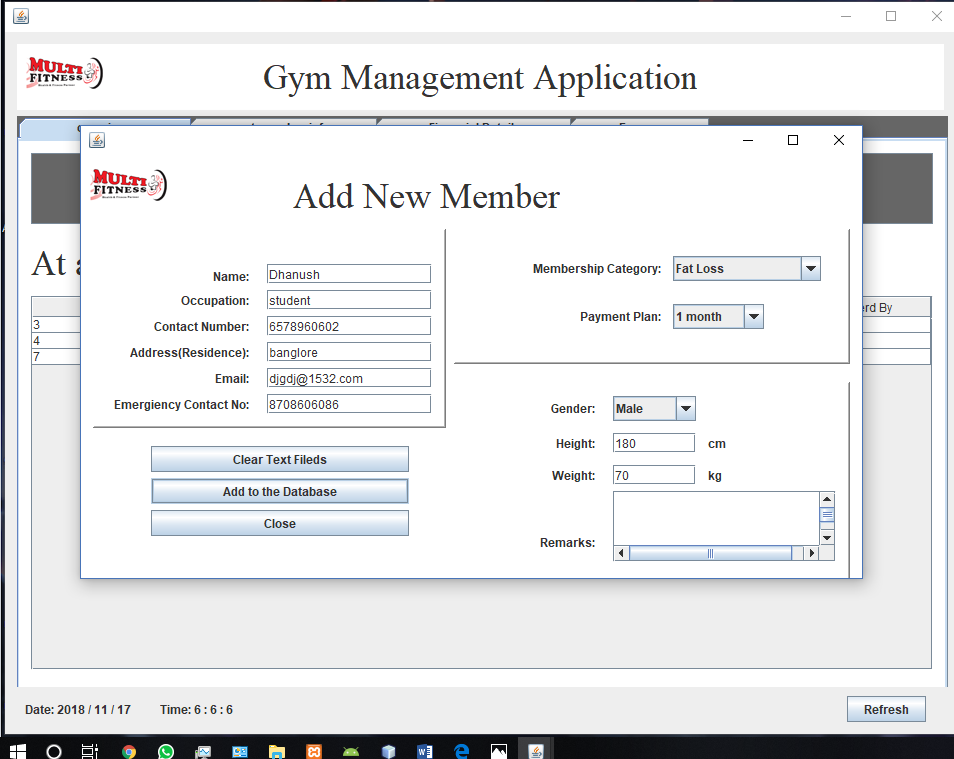 MULTI
FITNESS
Gym Management Application
MULTI
FITNESS
Add New Member
At a
Name: Dhanush
Occupation: student
Contact Number: 6578960602
Address(Residence): banglore
Email: djgdj@1532.com
Emergiency Contact No: 8708606086
Membership Category: Fat Loss
Payment Plan: 1 month
erd By
3
4
7
Gender: Male
Height: 180 cm
Weight: 70 kg
Remarks:
Clear Text Fileds
Add to the Database
Close
Date: 2018 / 11 / 17 Time: 6 : 6 : 6
Refresh